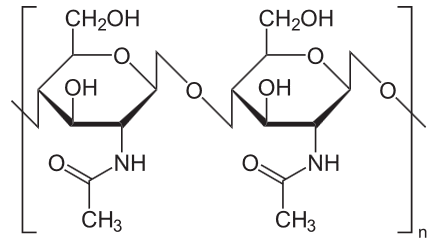 CH₂OH CH₂OH
O O
OH O OH O
O NH O NH
CH₃ CH₃
n